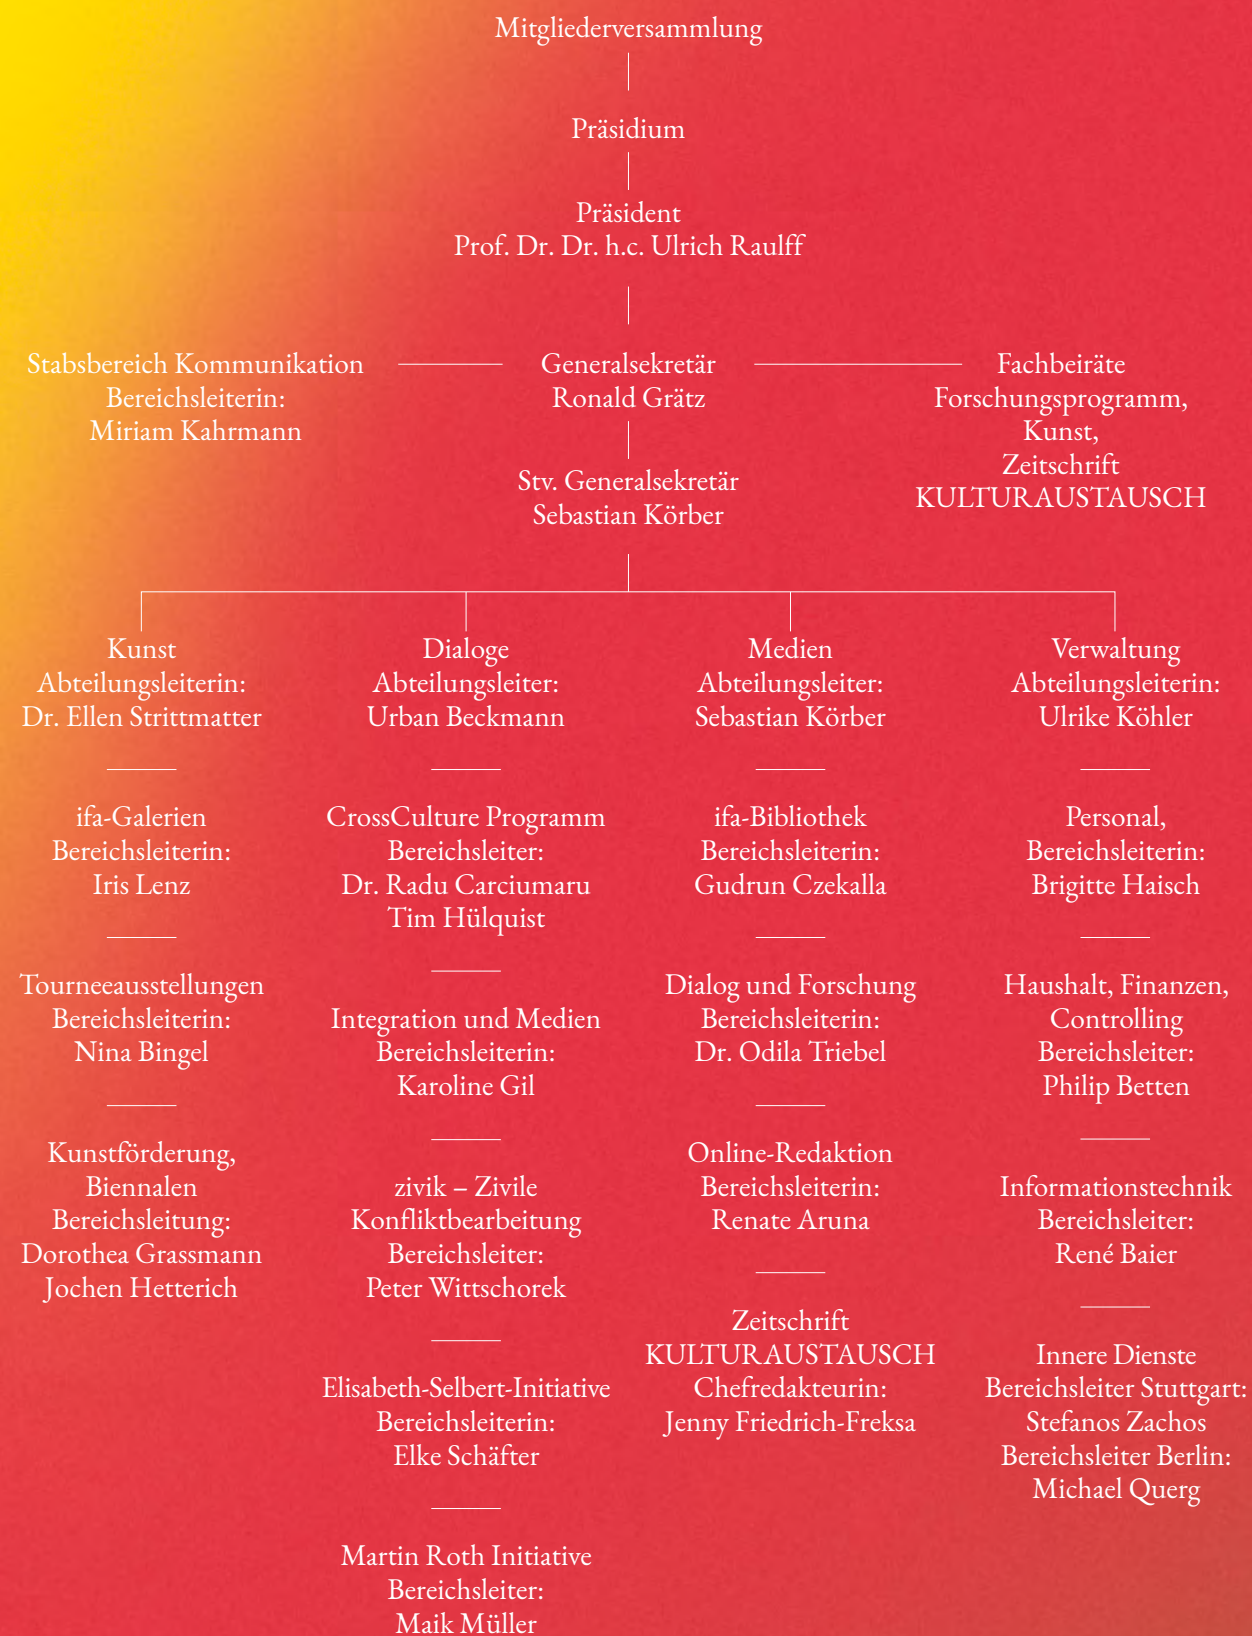 Mitgliederversammlung
Präsidium
Präsident
Prof. Dr. Dr. h.c. Ulrich Raulff
Stabsbereich Kommunikation
Bereichsleiterin:
Miriam Kahrmann
Generalsekretär
Ronald Grätz
Fachbeiräte
Forschungsprogramm,
Kunst,
Zeitschrift
KULTURAUSTAUSCH
Stv. Generalsekretär
Sebastian Körber
Kunst
Abteilungsleiterin:
Dr. Ellen Strittmatter
ifa-Galerien
Bereichsleiterin:
Iris Lenz
Tourneeausstellungen
Bereichsleiterin:
Nina Bingel
Kunstförderung,
Biennalen
Bereichsleitung:
Dorothea Grassmann
Jochen Hetterich
Dialoge
Abteilungsleiter:
Urban Beckmann
CrossCulture Programm
Bereichsleiter:
Dr. Radu Carciumaru
Tim Hülquist
Integration und Medien
Bereichsleiterin:
Karoline Gil
zivik – Zivile
Konfliktbearbeitung
Bereichsleiter:
Peter Wittschorek
Elisabeth-Selbert-Initiative
Bereichsleiterin:
Elke Schäfter
Martin Roth Initiative
Bereichsleiter:
Maik Müller
Medien
Abteilungsleiter:
Sebastian Körber
ifa-Bibliothek
Bereichsleiterin:
Gudrun Czekalla
Dialog und Forschung
Bereichsleiterin:
Dr. Odila Triebel
Online-Redaktion
Bereichsleiterin:
Renate Aruna
Zeitschrift
KULTURAUSTAUSCH
Chefredakteurin:
Jenny Friedrich-Freksa
Verwaltung
Abteilungsleiterin:
Ulrike Köhler
Personal,
Bereichsleiterin:
Brigitte Haisch
Haushalt, Finanzen,
Controlling
Bereichsleiter:
Philip Betten
Informationstechnik
Bereichsleiter:
René Baier
Innere Dienste
Bereichsleiter Stuttgart:
Stefanos Zachos
Bereichsleiter Berlin:
Michael Querg